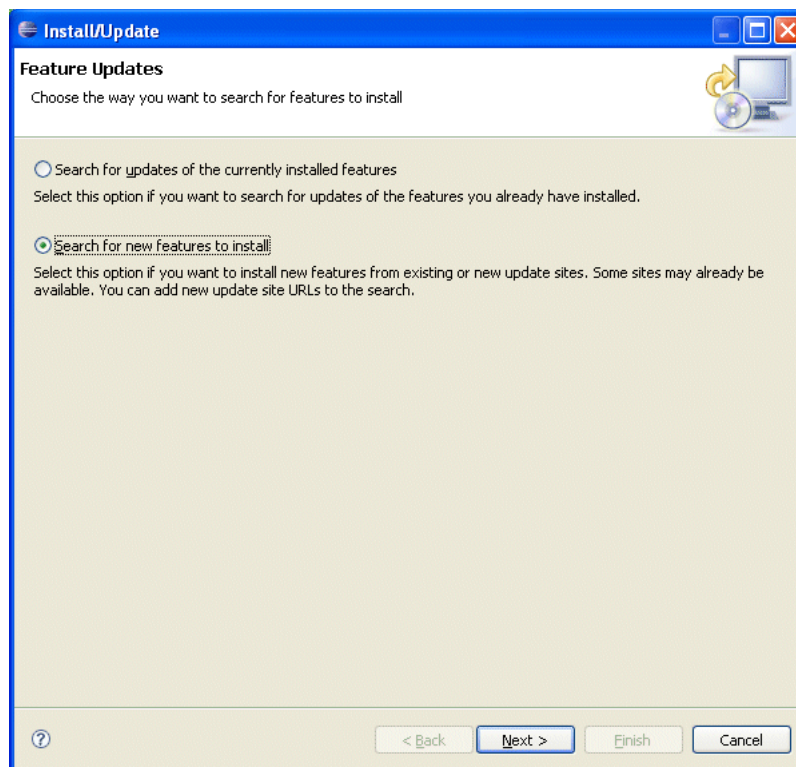 Install/Update
Feature Updates
Choose the way you want to search for features to install
Search for updates of the currently installed features
Select this option if you want to search for updates of the features you already have installed.
Search for new features to install
Select this option if you want to install new features from existing or new update sites. Some sites may already be
available. You can add new update site URLs to the search.
?
< Back Next > Finish Cancel